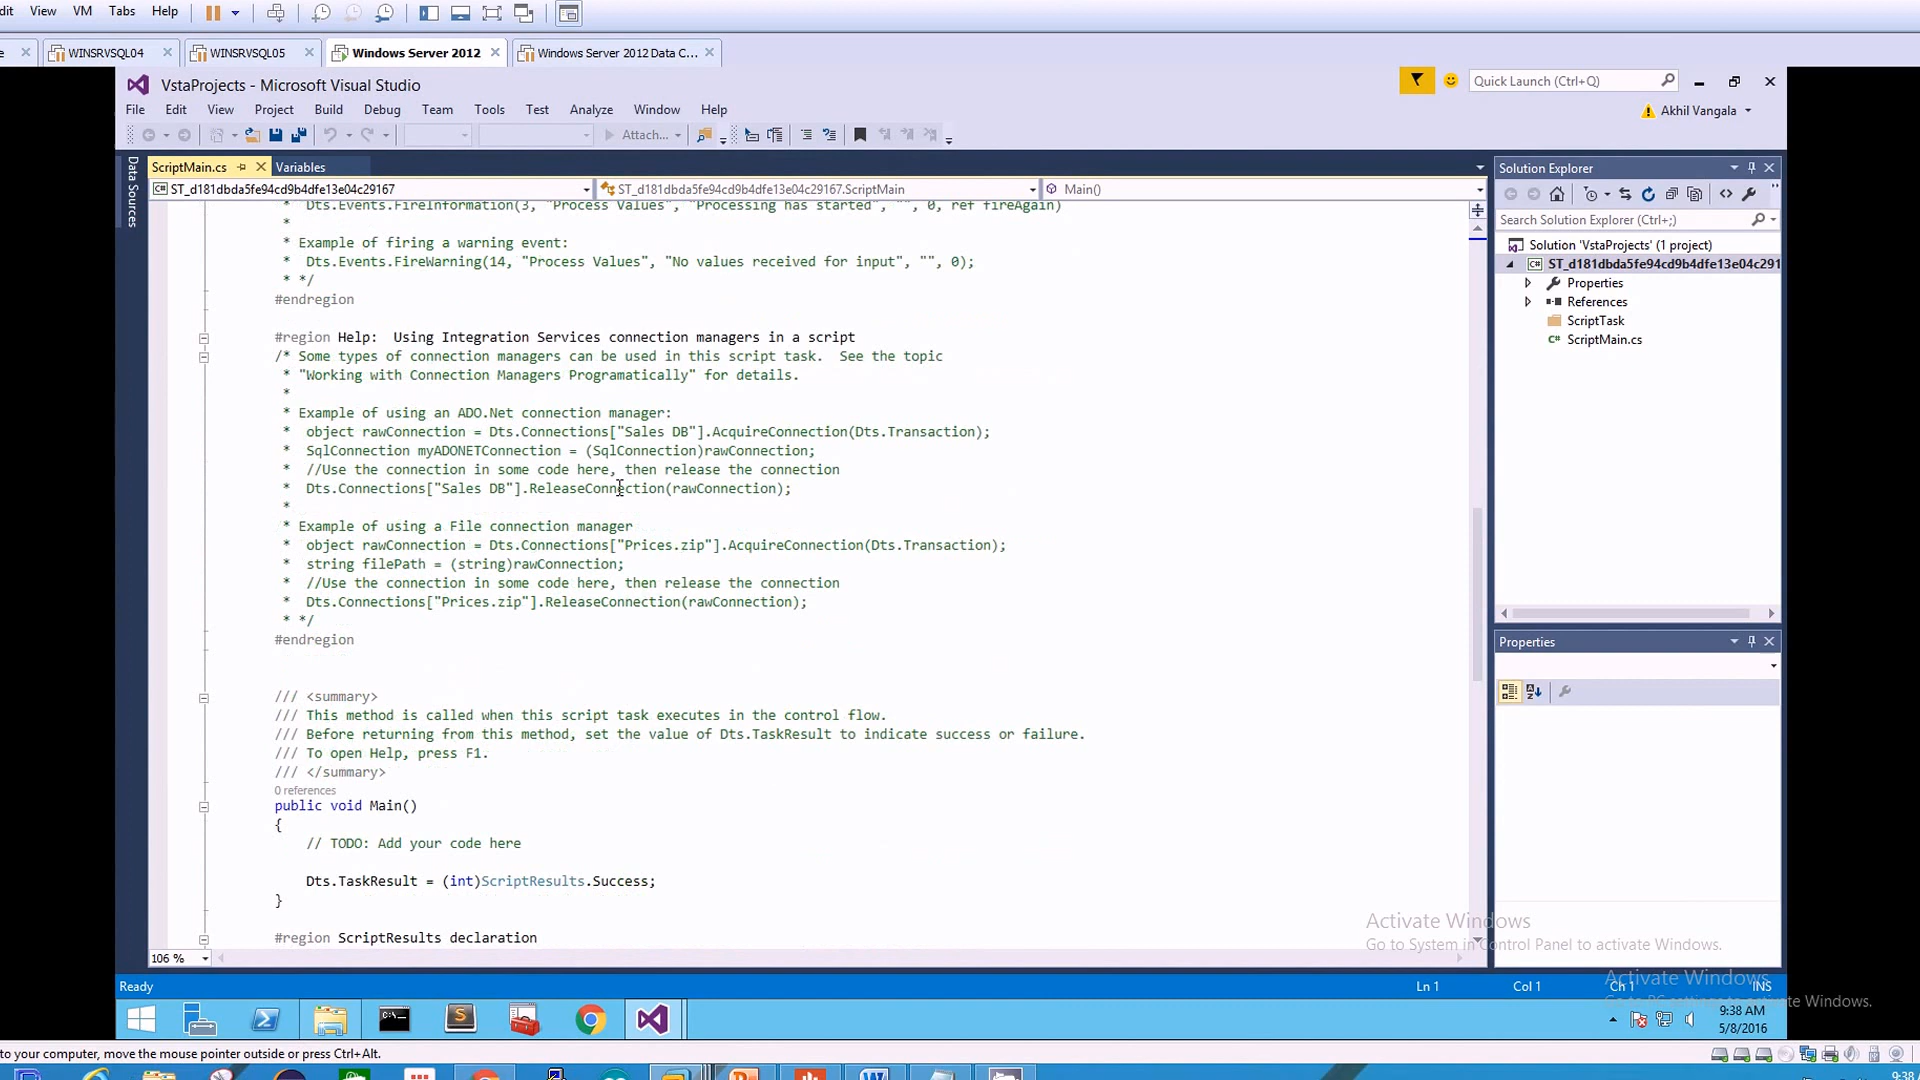 dit View VM Tabs Help
e WINSRVSQL04 WINSRVSQL05 Windows Server 2012 Windows Server 2012 Data C...
VstaProjects - Microsoft Visual Studio
Quick Launch (Ctrl+Q)
File Edit View Project Build Debug Team Tools Test Analyze Window Help
Akhil Vangala
Attach...
Data Sources
ScriptMain.cs Variables
ST_d181dbda5fe94cd9b4dfe13e04c29167 ST_d181dbda5fe94cd9b4dfe13e04c29167.ScriptMain Main()
* Dts.Events.FireInformation(3, "Process Values", "Processing has started", "", 0, ref fireAgain)
*
* Example of firing a warning event:
* Dts.Events.FireWarning(14, "Process Values", "No values received for input", "", 0);
* */
#endregion
#region Help:  Using Integration Services connection managers in a script
/* Some types of connection managers can be used in this script task.  See the topic
* "Working with Connection Managers Programatically" for details.
*
* Example of using an ADO.Net connection manager:
* object rawConnection = Dts.Connections["Sales DB"].AcquireConnection(Dts.Transaction);
* SqlConnection myADONETConnection = (SqlConnection)rawConnection;
* //Use the connection in some code here, then release the connection
* Dts.Connections["Sales DB"].ReleaseConnection(rawConnection);
*
* Example of using a File connection manager
* object rawConnection = Dts.Connections["Prices.zip"].AcquireConnection(Dts.Transaction);
* string filePath = (string)rawConnection;
* //Use the connection in some code here, then release the connection
* Dts.Connections["Prices.zip"].ReleaseConnection(rawConnection);
* */
#endregion
/// <summary>
/// This method is called when this script task executes in the control flow.
/// Before returning from this method, set the value of Dts.TaskResult to indicate success or failure.
/// To open Help, press F1.
/// </summary>
0 references
public void Main()
{
// TODO: Add your code here
Dts.TaskResult = (int)ScriptResults.Success;
}
#region ScriptResults declaration
106 %
Solution Explorer
Search Solution Explorer (Ctrl+;)
Solution 'VstaProjects' (1 project)
ST_d181dbda5fe94cd9b4dfe13e04c291
Properties
References
ScriptTask
ScriptMain.cs
Properties
Activate Windows
Go to System in Control Panel to activate Windows.
Activate Windows
Go to PC settings to activate Windows.
Ready Ln 1 Col 1 Ch 1 INS
9:38 AM
5/8/2016
to your computer, move the mouse pointer outside or press Ctrl+Alt.
9:38